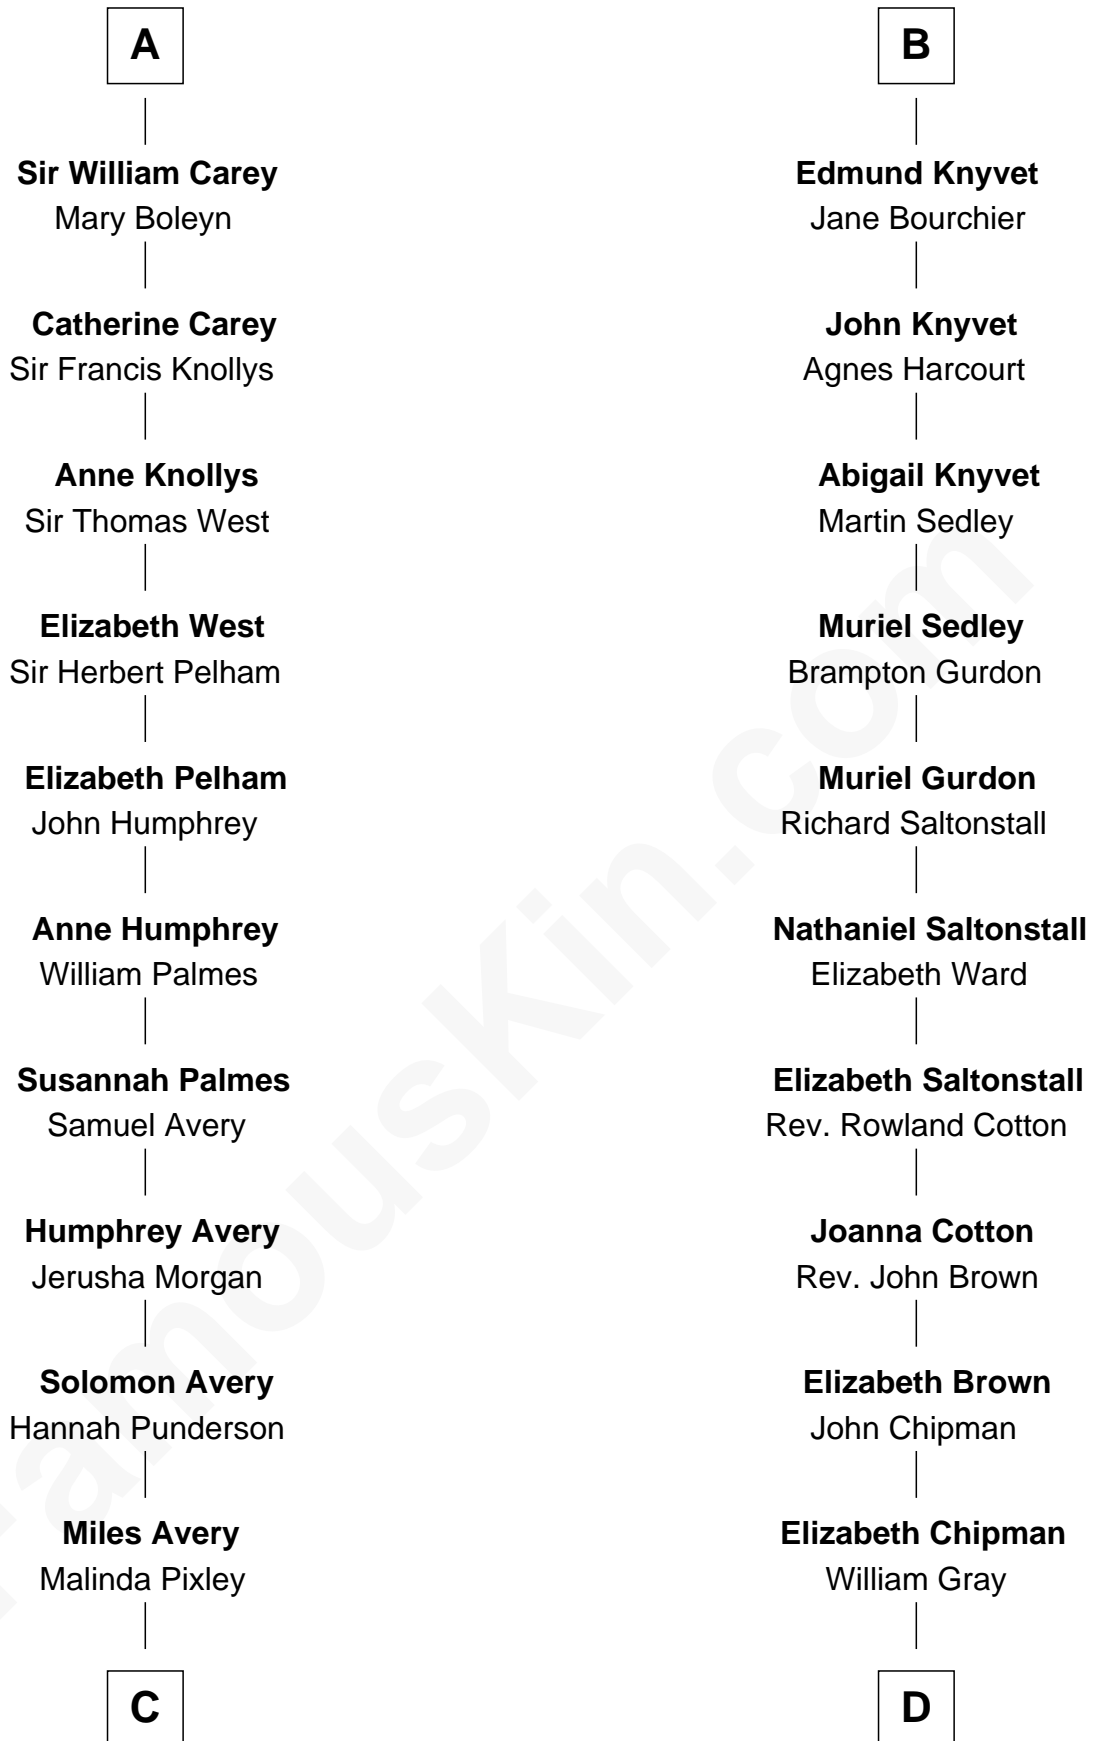 A
Sir William Carey
Mary Boleyn
Catherine Carey
Sir Francis Knollys
Anne Knollys
Sir Thomas West
Elizabeth West
Sir Herbert Pelham
Elizabeth Pelham
John Humphrey
Anne Humphrey
William Palmes
Susannah Palmes
Samuel Avery
Humphrey Avery
Jerusha Morgan
Solomon Avery
Hannah Punderson
Miles Avery
Malinda Pixley
C
B
Edmund Knyvet
Jane Bourchier
John Knyvet
Agnes Harcourt
Abigail Knyvet
Martin Sedley
Muriel Sedley
Brampton Gurdon
Muriel Gurdon
Richard Saltonstall
Nathaniel Saltonstall
Elizabeth Ward
Elizabeth Saltonstall
Rev. Rowland Cotton
Joanna Cotton
Rev. John Brown
Elizabeth Brown
John Chipman
Elizabeth Chipman
William Gray
D
FamousKin.com